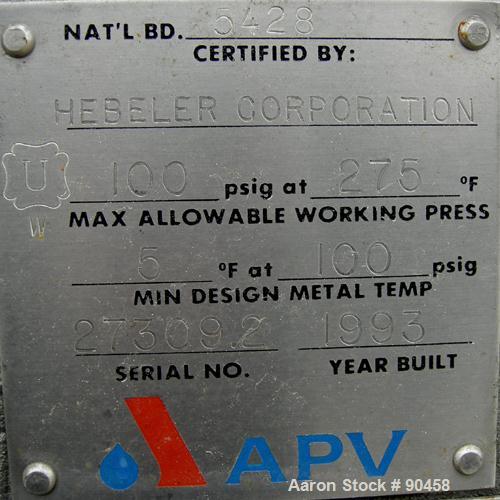 NAT'L BD. 5428
CERTIFIED BY:
HEBELER CORPORATION
U 100 psig at 275 °F
W MAX ALLOWABLE WORKING PRESS
5 °F at 100 psig
MIN DESIGN METAL TEMP
27309.2 1993
SERIAL NO. YEAR BUILT
APV
Aaron Stock # 90458